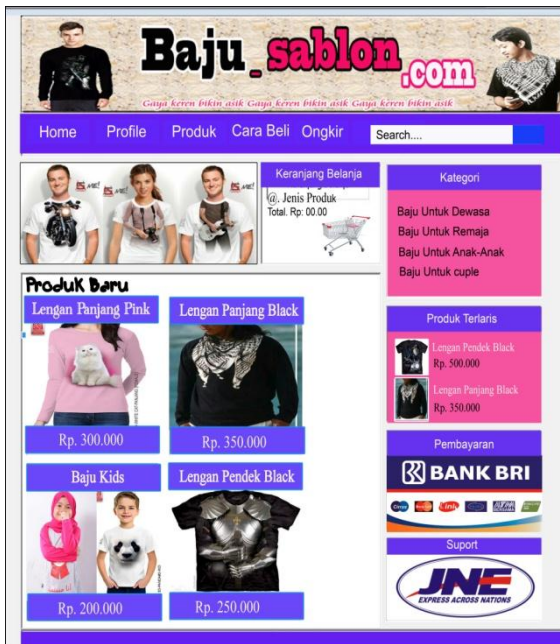 Baju_sablon.com
Gaya keren bikin asik Gaya keren bikin asik Gaya keren bikin asik
Home Profile Produk Cara Beli Ongkir Search....
Keranjang Belanja
@. Jenis Produk
Total. Rp: 00.00
Kategori
Baju Untuk Dewasa
Baju Untuk Remaja
Baju Untuk Anak-Anak
Baju Untuk cuple
Produk Baru
Lengan Panjang Pink
Rp. 300.000
Lengan Panjang Black
Rp. 350.000
Baju Kids
Rp. 200.000
Lengan Pendek Black
Rp. 250.000
Produk Terlaris
Lengan Pendek Black
Rp. 500.000
Lengan Panjang Black
Rp. 350.000
Pembayaran
BANK BRI
Link
Suport
JNE
EXPRESS ACROSS NATIONS